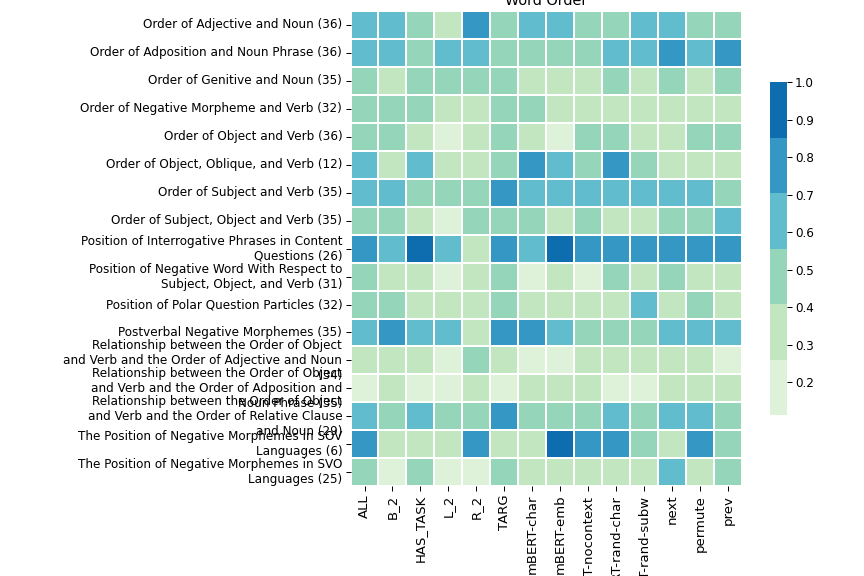 Word Order
Order of Adjective and Noun (36)
Order of Adposition and Noun Phrase (36)
Order of Genitive and Noun (35)
Order of Negative Morpheme and Verb (32)
Order of Object and Verb (36)
Order of Object, Oblique, and Verb (12)
Order of Subject and Verb (35)
Order of Subject, Object and Verb (35)
Position of Interrogative Phrases in Content
Questions (26)
Position of Negative Word With Respect to
Subject, Object, and Verb (31)
Position of Polar Question Particles (32)
Postverbal Negative Morphemes (35)
Relationship between the Order of Object
and Verb and the Order of Adjective and Noun
(34)
Relationship between the Order of Object
and Verb and the Order of Adposition and
Noun Phrase (35)
Relationship between the Order of Object
and Verb and the Order of Relative Clause
and Noun (29)
The Position of Negative Morphemes in SOV
Languages (6)
The Position of Negative Morphemes in SVO
Languages (25)
ALL
B_2
HAS_TASK
L_2
R_2
TARG
mBERT-char
mBERT-emb
T-nocontext
T-rand-char
T-rand-subw
next
permute
prev
1.0
0.9
0.8
0.7
0.6
0.5
0.4
0.3
0.2